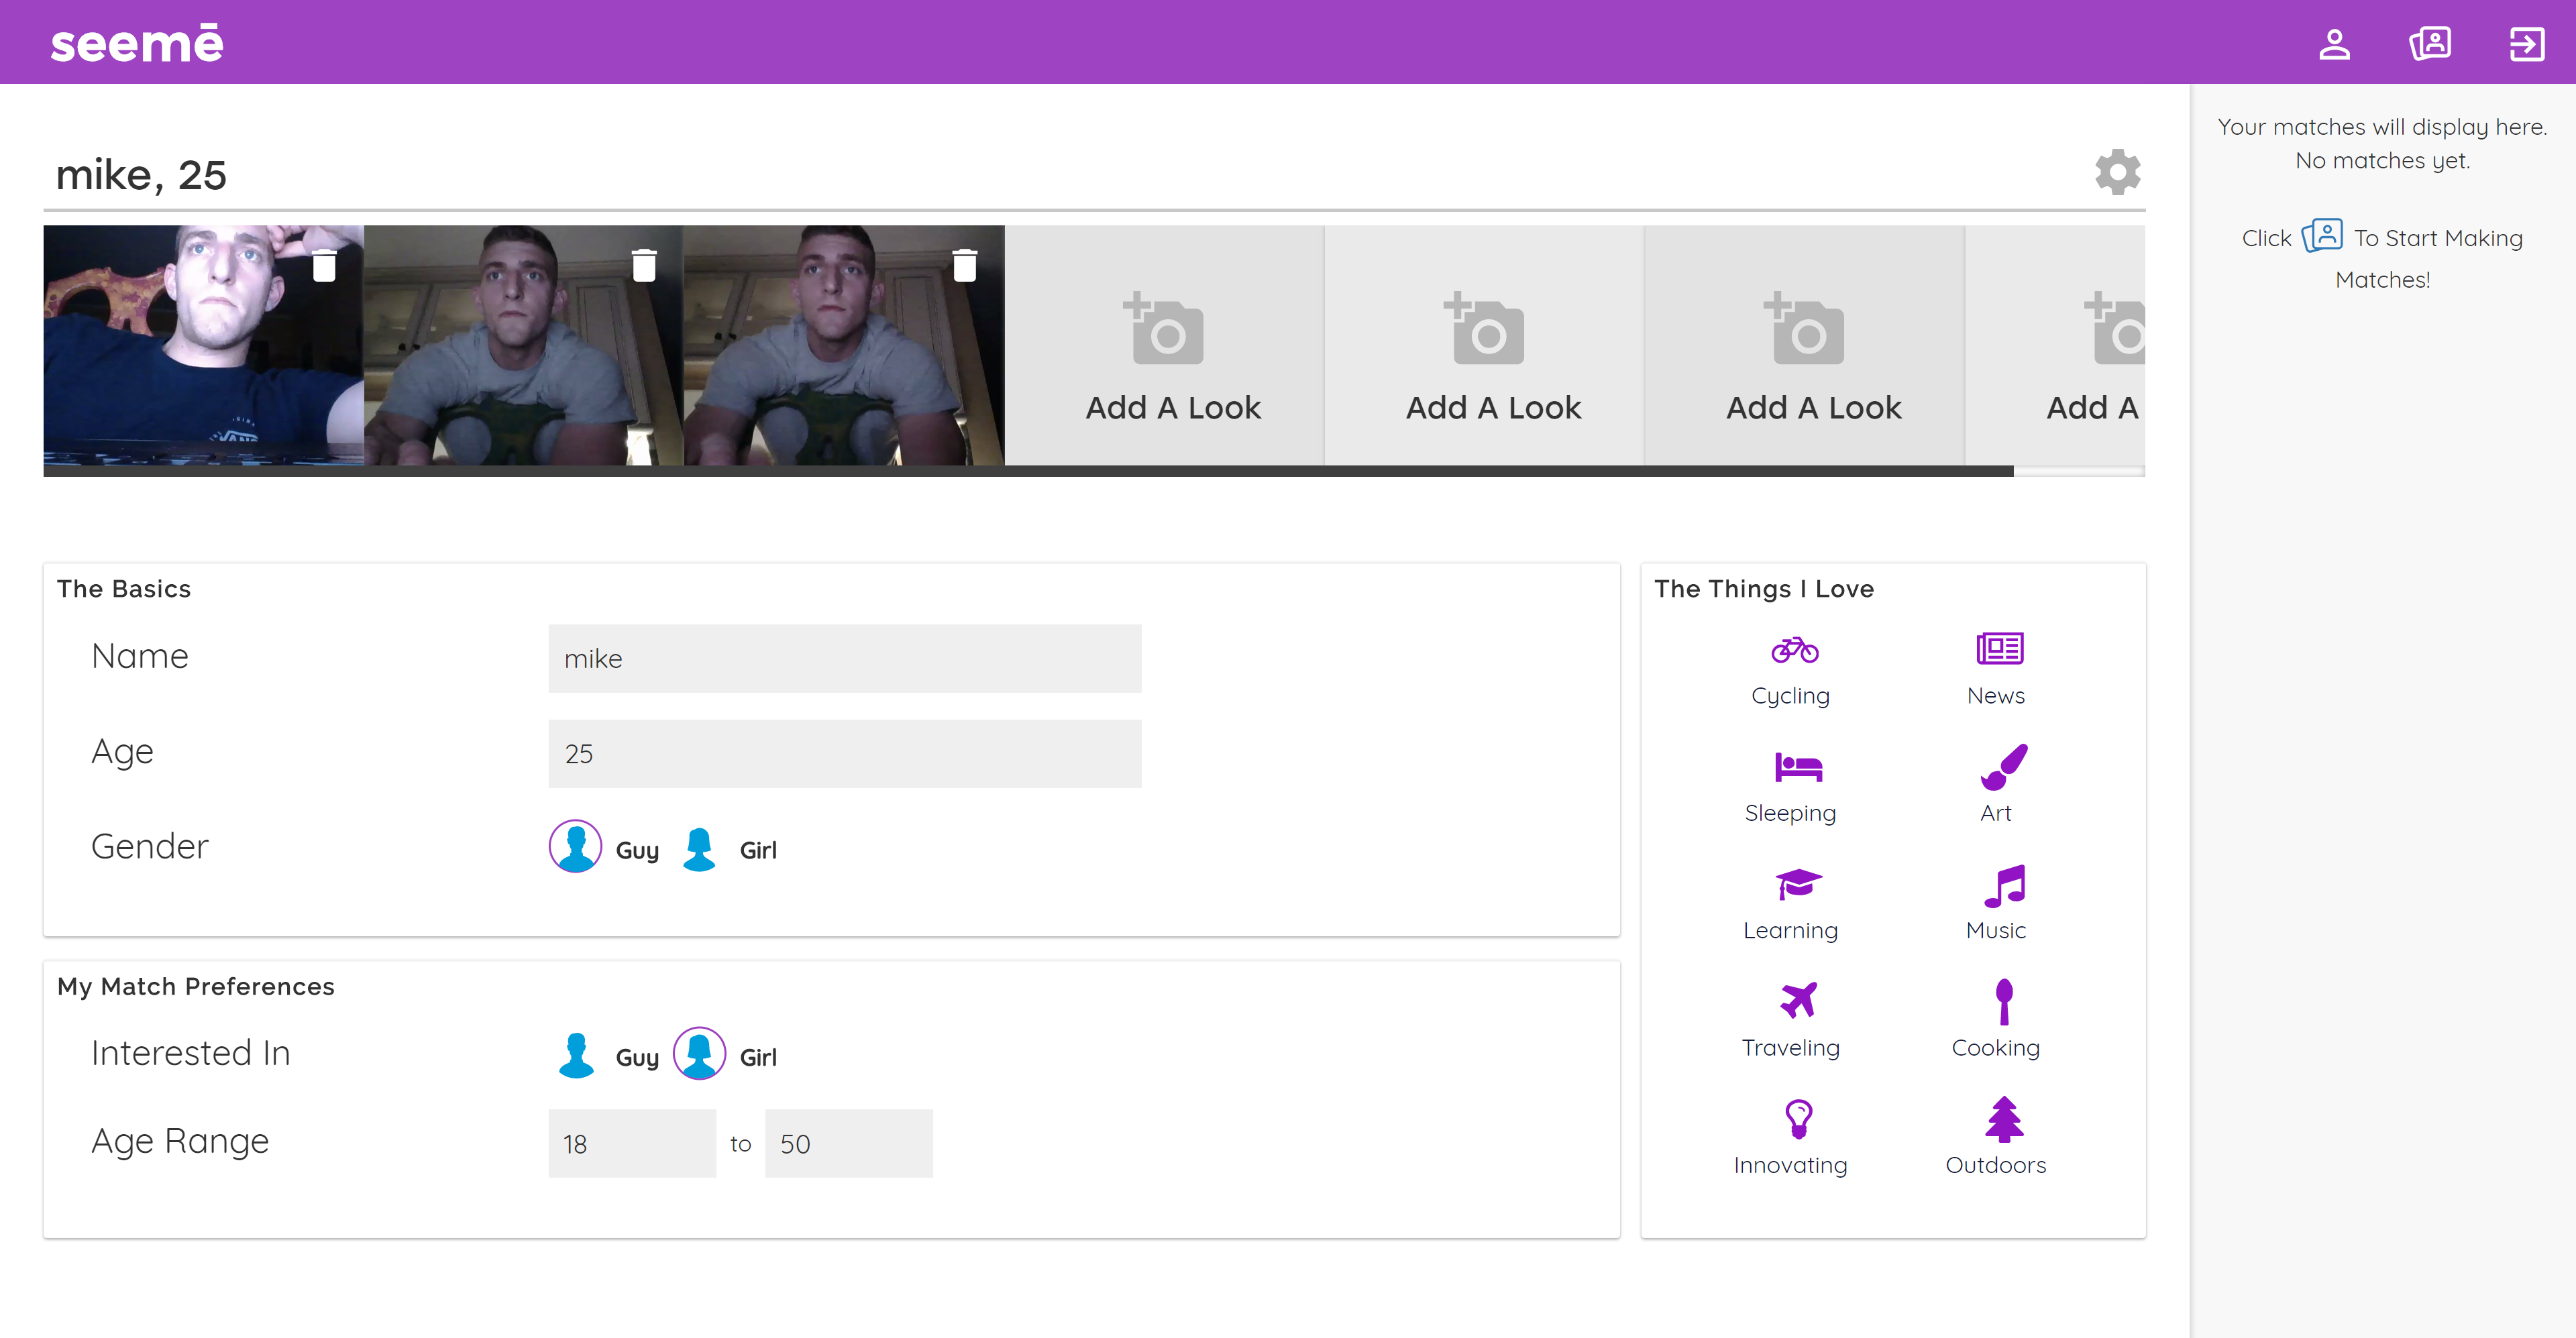 seemē
Your matches will display here.
No matches yet.
Click To Start Making
Matches!
mike, 25
VANS
Add A Look
Add A Look
Add A Look
Add A
The Basics
Name
mike
Age
25
Gender
Guy
Girl
My Match Preferences
Interested In
Guy
Girl
Age Range
18 to 50
The Things I Love
Cycling
News
Sleeping
Art
Learning
Music
Traveling
Cooking
Innovating
Outdoors